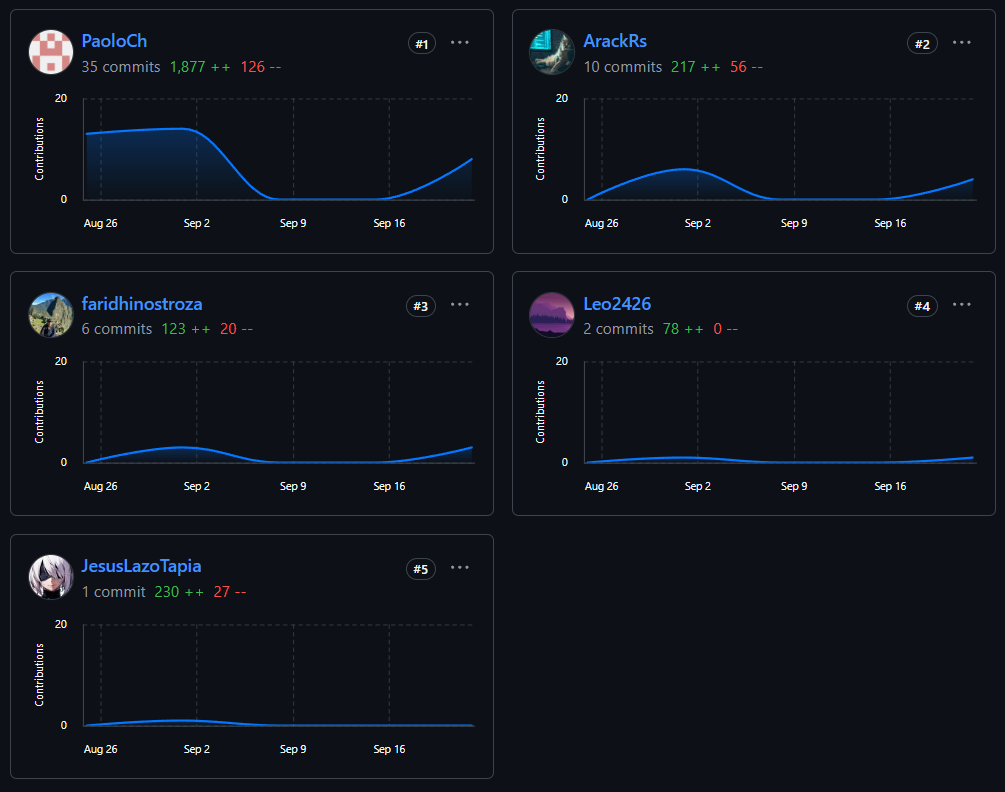 PaoloCh #1 ···
35 commits 1,877 ++ 126 --
20
Contributions
0
Aug 26 Sep 2 Sep 9 Sep 16
ArackRs #2 ···
10 commits 217 ++ 56 --
20
Contributions
0
Aug 26 Sep 2 Sep 9 Sep 16
faridhinostroza #3 ···
6 commits 123 ++ 20 --
20
Contributions
0
Aug 26 Sep 2 Sep 9 Sep 16
Leo2426 #4 ···
2 commits 78 ++ 0 --
20
Contributions
0
Aug 26 Sep 2 Sep 9 Sep 16
JesusLazoTapia #5 ···
1 commit 230 ++ 27 --
20
Contributions
0
Aug 26 Sep 2 Sep 9 Sep 16